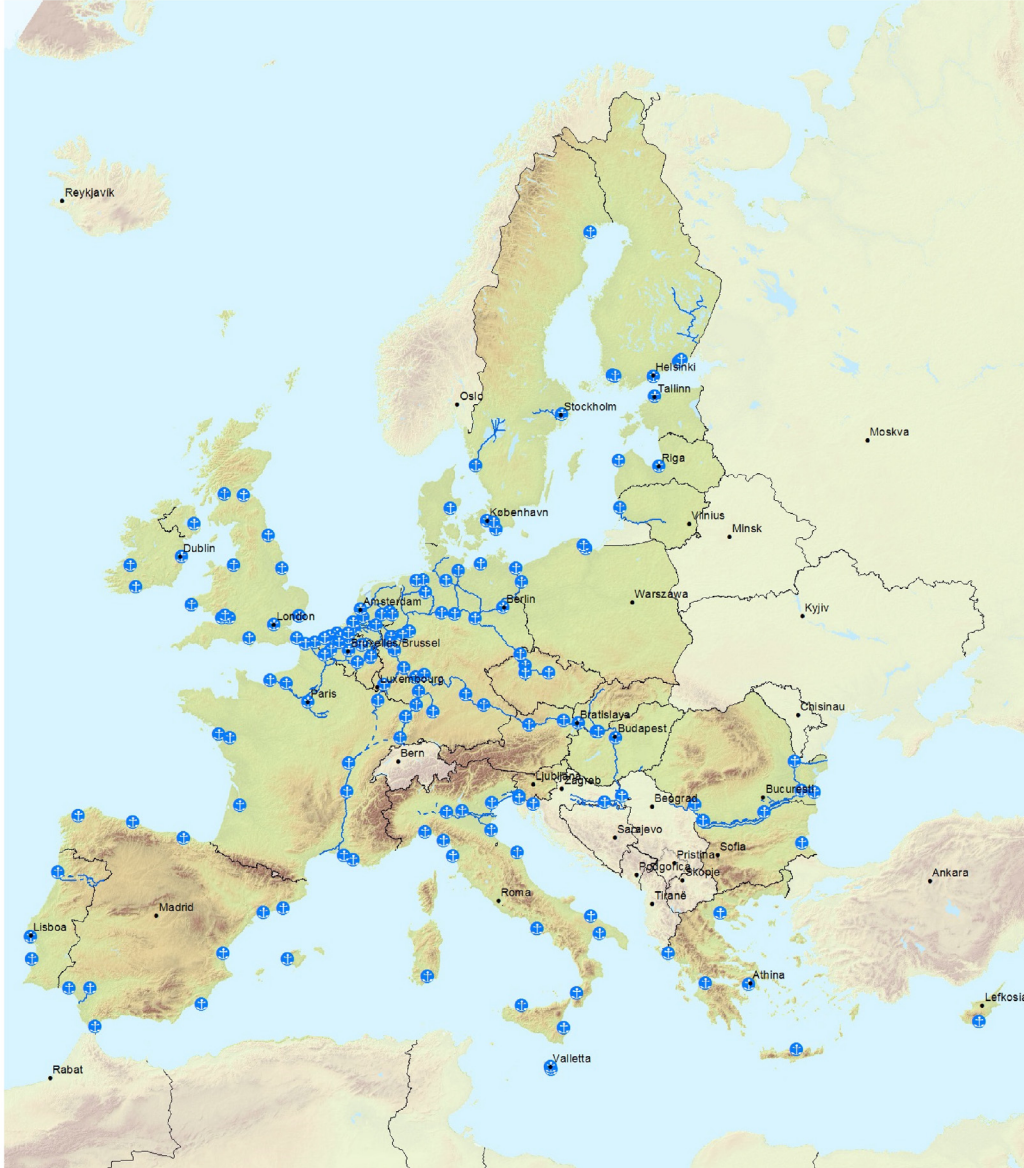 Reykjavik
Oslo
Helsinki
Tallinn
Stockholm
Moskva
Riga
København
Vilnius
Minsk
Dublin
Amsterdam
Berlin
Warszawa
Kyjiv
London
Bruxelles/Brussel
Luxembourg
Paris
Bratislava
Chisinau
Budapest
Bern
Ljubljana
Zagreb
Bucuresti
Beograd
Sarajevo
Sofia
Pristina
Podgorica
Skopje
Ankara
Tiranë
Roma
Madrid
Lisboa
Athina
Lefkosia
Valletta
Rabat